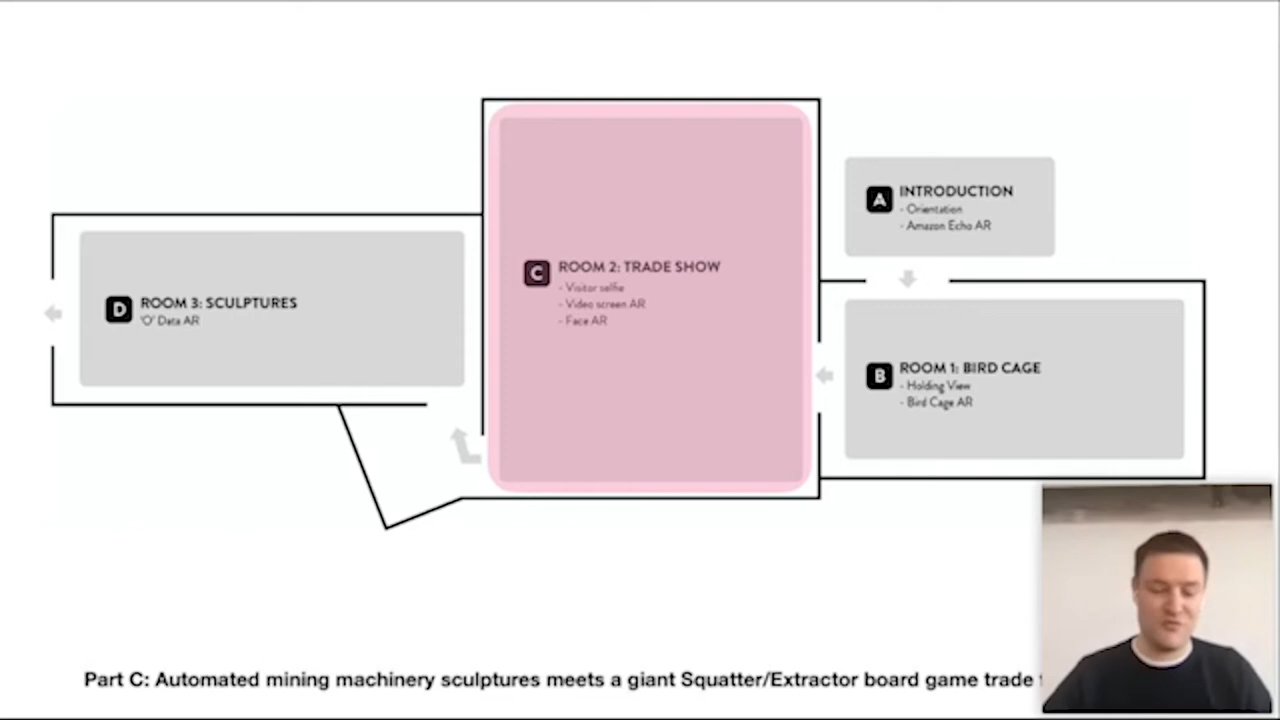 A
INTRODUCTION
- Orientation
- Amazon Echo AR
C
ROOM 2: TRADE SHOW
- Visitor selfie
- Video screen AR
- Face AR
D
ROOM 3: SCULPTURES
'O' Data AR
B
ROOM 1: BIRD CAGE
- Holding View
- Bird Cage AR
Part C: Automated mining machinery sculptures meets a giant Squatter/Extractor board game trade